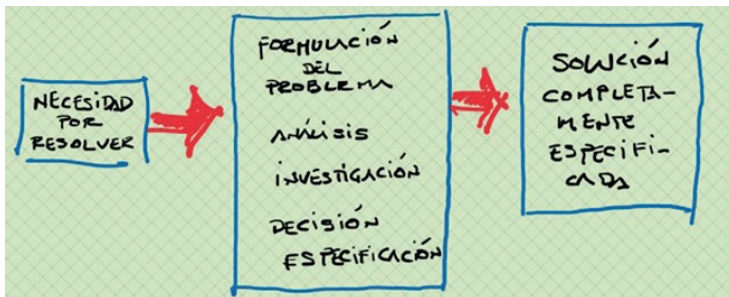 NECESIDAD
POR
RESOLVER
FORMULACIÓN
DEL
PROBLEMA
ANÁLISIS
INVESTIGACIÓN
DECISIÓN
ESPECIFICACIÓN
SOLUCIÓN
COMPLETA-
MENTE
ESPECIFI-
CADA